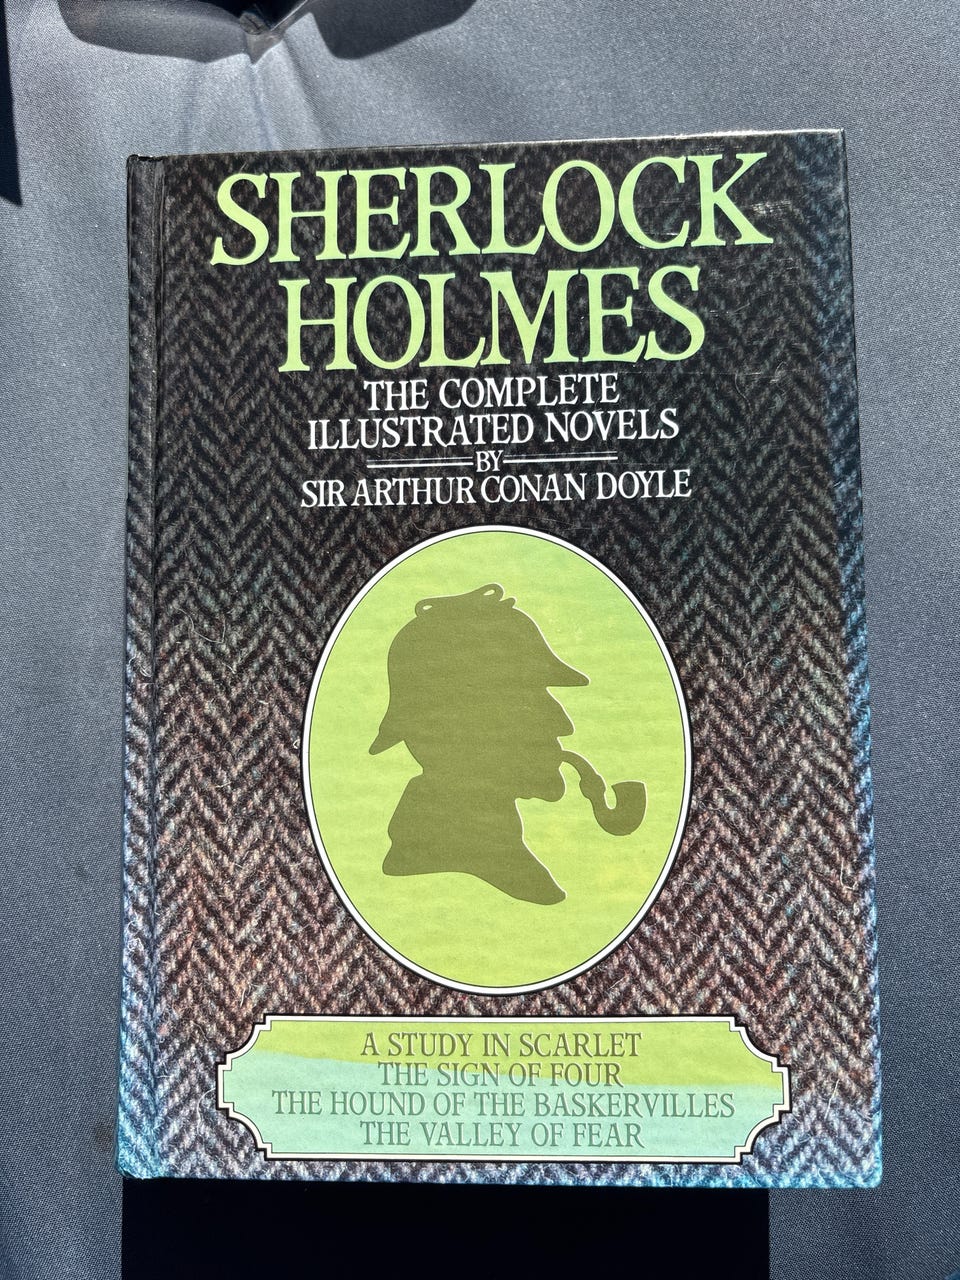 SHERLOCK
HOLMES
THE COMPLETE
ILLUSTRATED NOVELS
BY
SIR ARTHUR CONAN DOYLE
A STUDY IN SCARLET
THE SIGN OF FOUR
THE HOUND OF THE BASKERVILLES
THE VALLEY OF FEAR